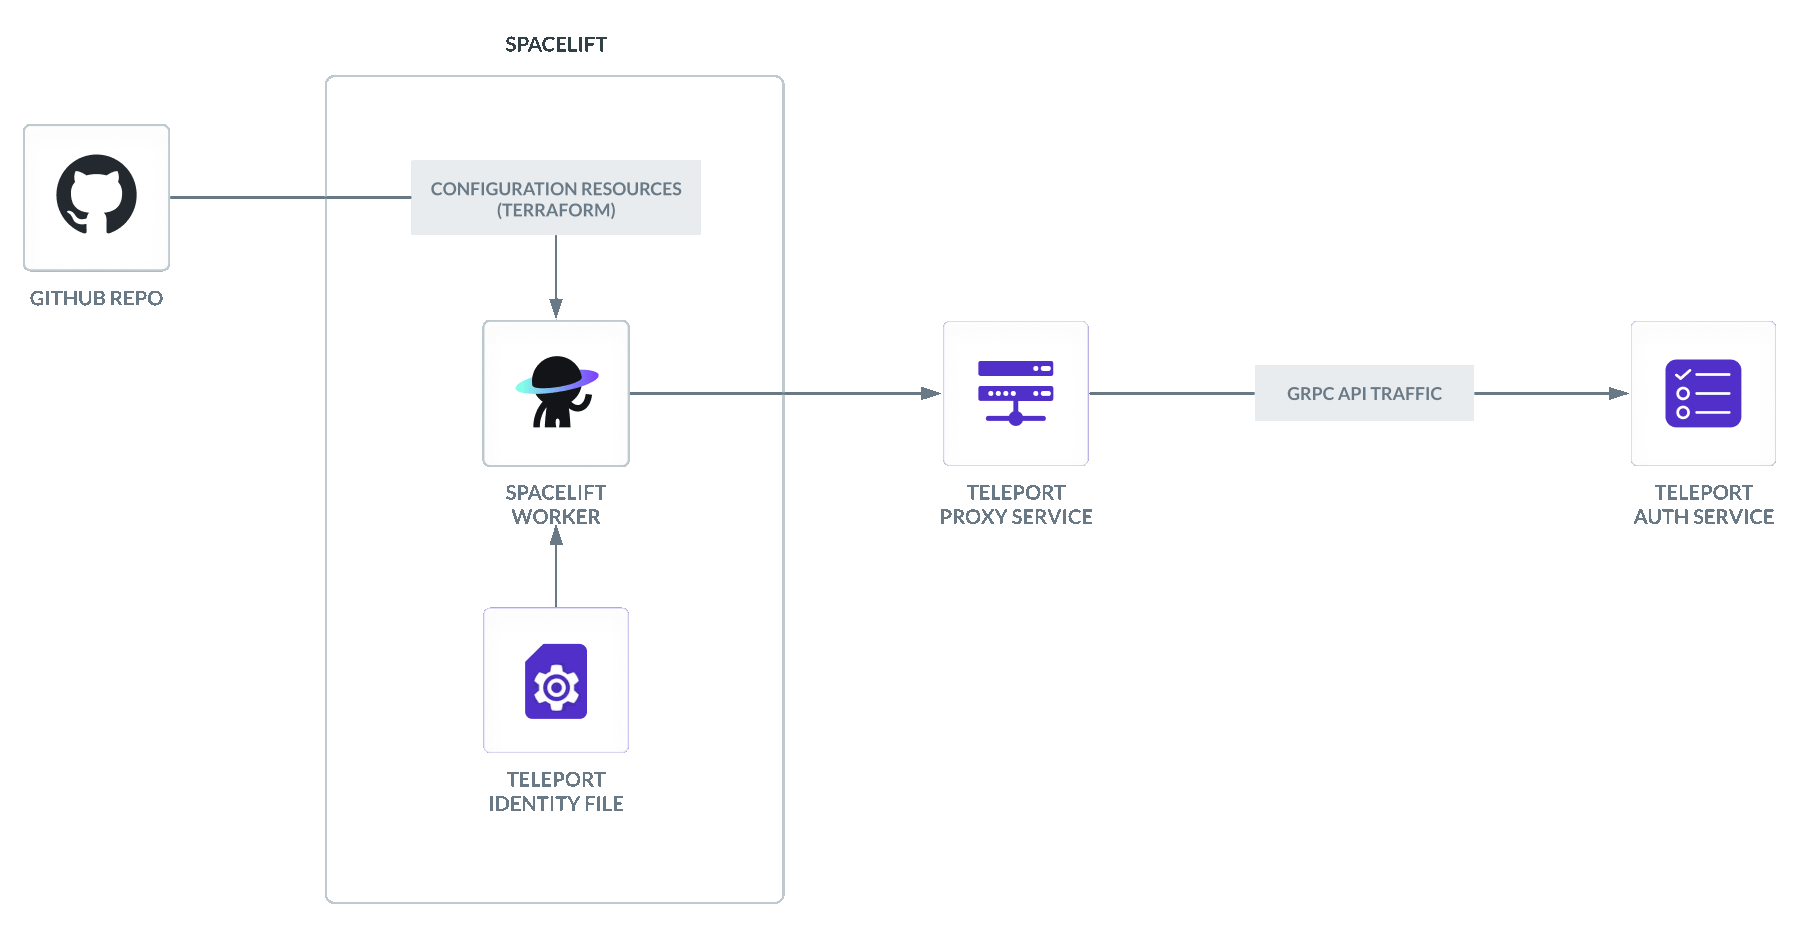 SPACELIFT
CONFIGURATION RESOURCES
(TERRAFORM)
GITHUB REPO
SPACELIFT
WORKER
TELEPORT
PROXY SERVICE
GRPC API TRAFFIC
TELEPORT
AUTH SERVICE
TELEPORT
IDENTITY FILE